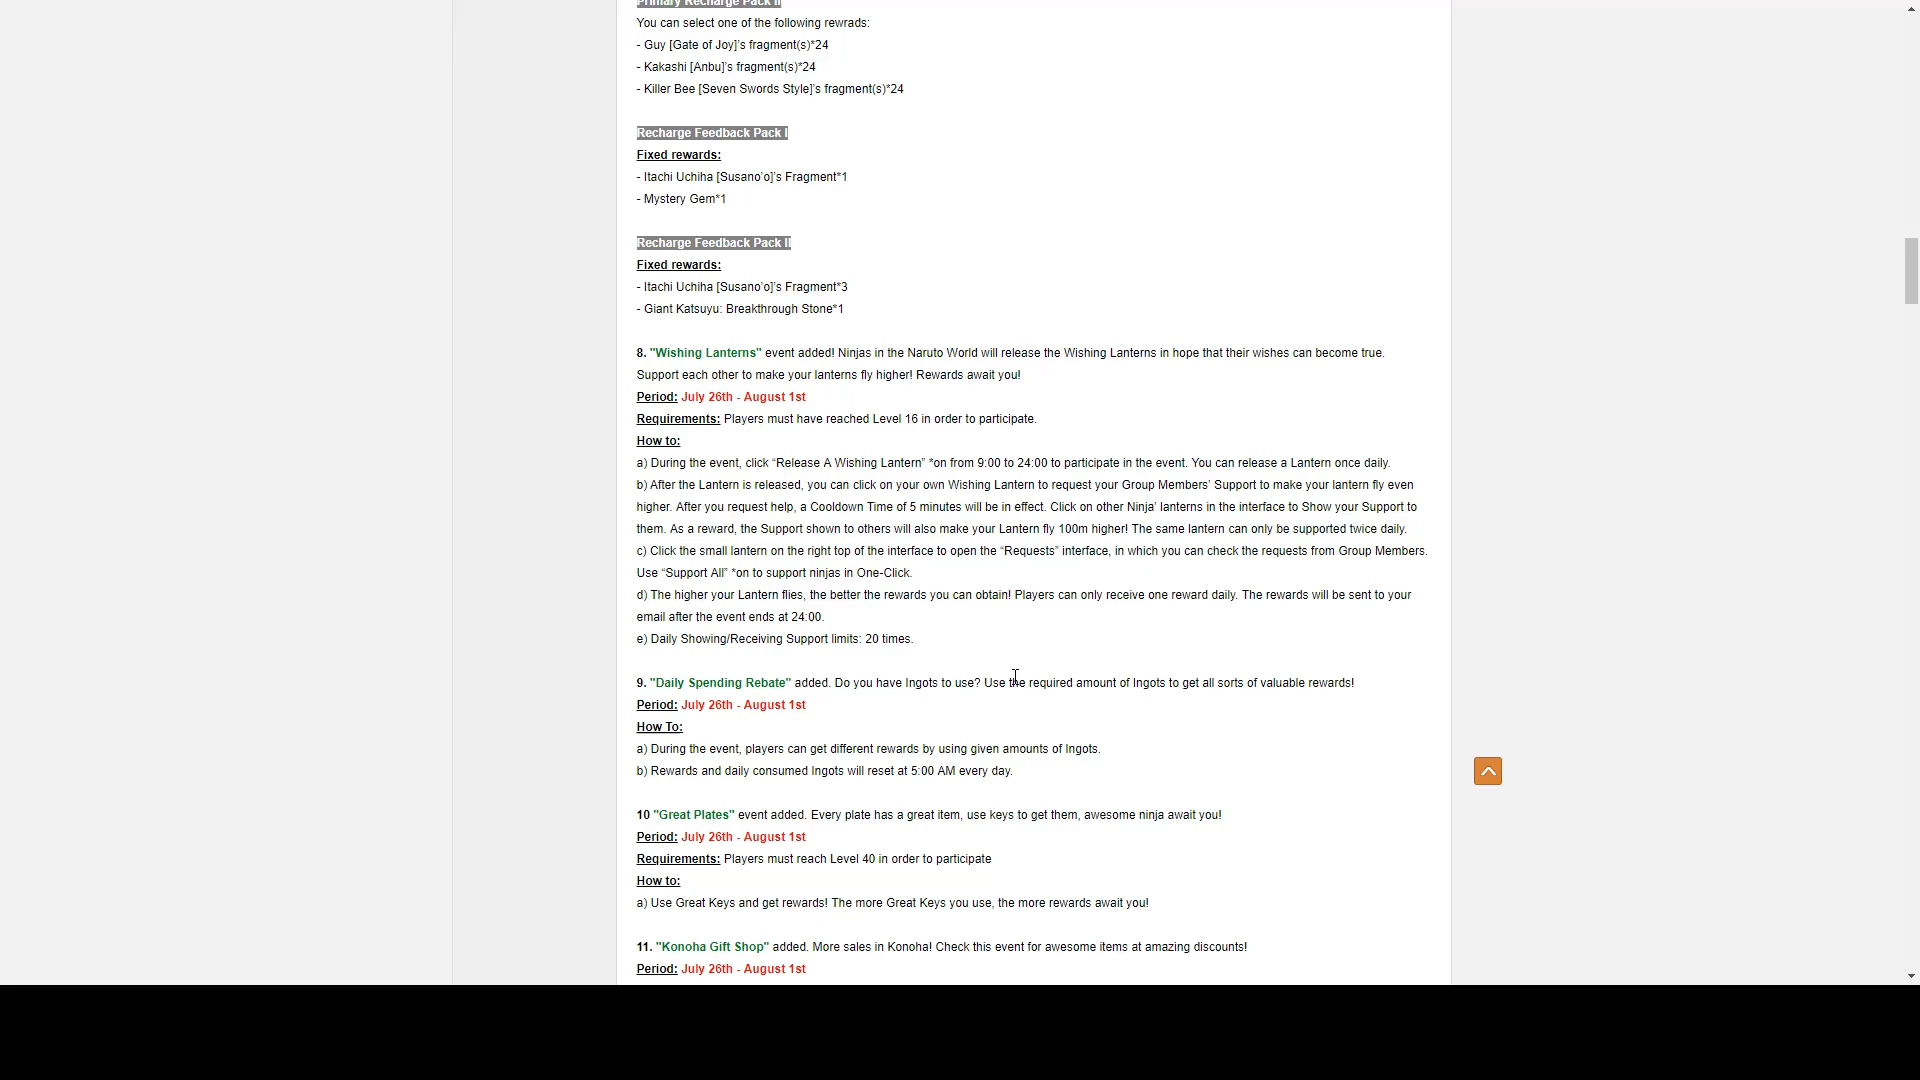 Primary Recharge Pack II
You can select one of the following rewrads:
- Guy [Gate of Joy]'s fragment(s)*24
- Kakashi [Anbu]'s fragment(s)*24
- Killer Bee [Seven Swords Style]'s fragment(s)*24
Recharge Feedback Pack I
Fixed rewards:
- Itachi Uchiha [Susano'o]'s Fragment*1
- Mystery Gem*1
Recharge Feedback Pack II
Fixed rewards:
- Itachi Uchiha [Susano'o]'s Fragment*3
- Giant Katsuyu: Breakthrough Stone*1
8. "Wishing Lanterns" event added! Ninjas in the Naruto World will release the Wishing Lanterns in hope that their wishes can become true.
Support each other to make your lanterns fly higher! Rewards await you!
Period: July 26th - August 1st
Requirements: Players must have reached Level 16 in order to participate.
How to:
a) During the event, click “Release A Wishing Lantern” *on from 9:00 to 24:00 to participate in the event. You can release a Lantern once daily.
b) After the Lantern is released, you can click on your own Wishing Lantern to request your Group Members’ Support to make your lantern fly even
higher. After you request help, a Cooldown Time of 5 minutes will be in effect. Click on other Ninja’ lanterns in the interface to Show your Support to
them. As a reward, the Support shown to others will also make your Lantern fly 100m higher! The same lantern can only be supported twice daily.
c) Click the small lantern on the right top of the interface to open the “Requests” interface, in which you can check the requests from Group Members.
Use “Support All” *on to support ninjas in One-Click.
d) The higher your Lantern flies, the better the rewards you can obtain! Players can only receive one reward daily. The rewards will be sent to your
email after the event ends at 24:00.
e) Daily Showing/Receiving Support limits: 20 times.
9. "Daily Spending Rebate" added. Do you have Ingots to use? Use the required amount of Ingots to get all sorts of valuable rewards!
Period: July 26th - August 1st
How To:
a) During the event, players can get different rewards by using given amounts of Ingots.
b) Rewards and daily consumed Ingots will reset at 5:00 AM every day.
10 "Great Plates" event added. Every plate has a great item, use keys to get them, awesome ninja await you!
Period: July 26th - August 1st
Requirements: Players must reach Level 40 in order to participate
How to:
a) Use Great Keys and get rewards! The more Great Keys you use, the more rewards await you!
11. "Konoha Gift Shop" added. More sales in Konoha! Check this event for awesome items at amazing discounts!
Period: July 26th - August 1st